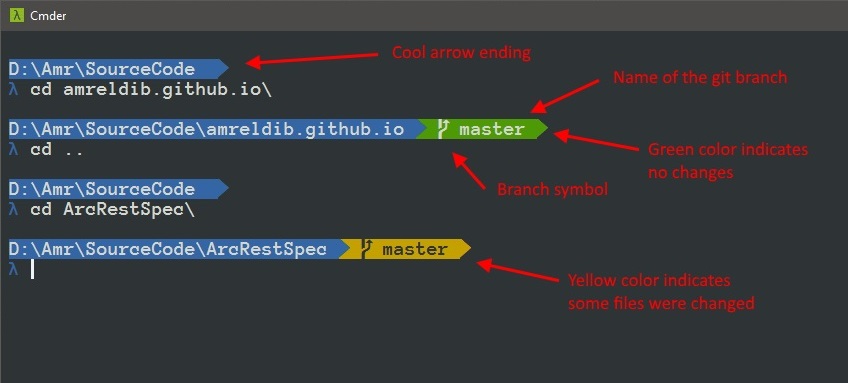 λ Cmder
Cool arrow ending
D:\Amr\SourceCode
λ cd amreldib.github.io\
Name of the git branch
D:\Amr\SourceCode\amreldib.github.io master
λ cd ..
Green color indicates
no changes
Branch symbol
D:\Amr\SourceCode
λ cd ArcRestSpec\
D:\Amr\SourceCode\ArcRestSpec master
λ
Yellow color indicates
some files were changed